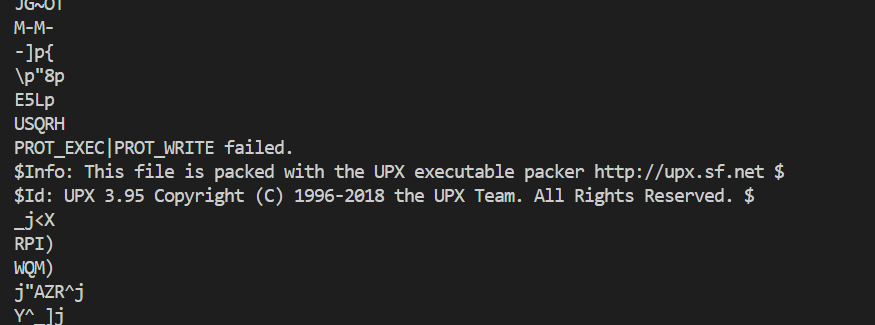 JG~OT
M-M-
-]p{
\p"8p
E5Lp
USQRH
PROT_EXEC|PROT_WRITE failed.
$Info: This file is packed with the UPX executable packer http://upx.sf.net $
$Id: UPX 3.95 Copyright (C) 1996-2018 the UPX Team. All Rights Reserved. $
_j<X
RPI)
WQM)
j"AZR^j
Y^_]j